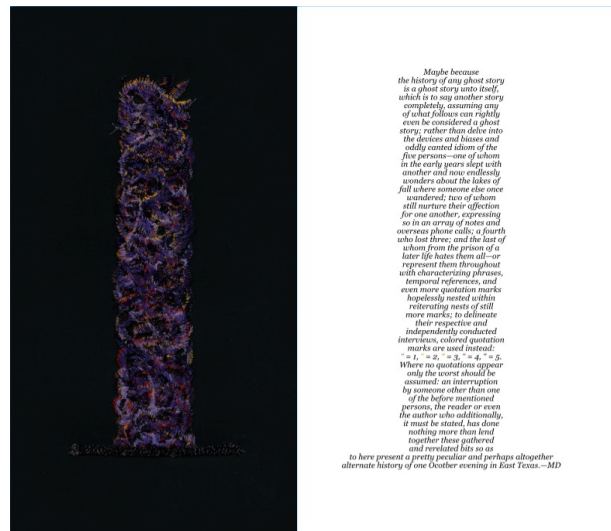 Maybe because
the history of any ghost story
is a ghost story unto itself,
which is to say another story
completely, assuming any
of what follows can rightly
even be considered a ghost
story; rather than delve into
the devices and biases and
oddly canted idiom of the
five persons—one of whom
in the early years slept with
another and now endlessly
wonders about the lakes of
fall where someone else once
wandered; two of whom
still nurture their affection
for one another, expressing
so in an array of notes and
overseas phone calls; a fourth
who lost three; and the last of
whom from the prison of a
later life hates them all—or
represent them throughout
with characterizing phrases,
temporal references, and
even more quotation marks
hopelessly nested within
reiterating nests of still
more marks; to delineate
their respective and
independently conducted
interviews, colored quotation
marks are used instead:
" = 1, " = 2, " = 3, " = 4, " = 5.
Where no quotations appear
only the worst should be
assumed: an interruption
by someone other than one
of the before mentioned
persons, the reader or even
the author who additionally,
it must be stated, has done
nothing more than lend
together these gathered
and rerelated bits so as
to here present a pretty peculiar and perhaps altogether
alternate history of one Ocotber evening in East Texas.—MD